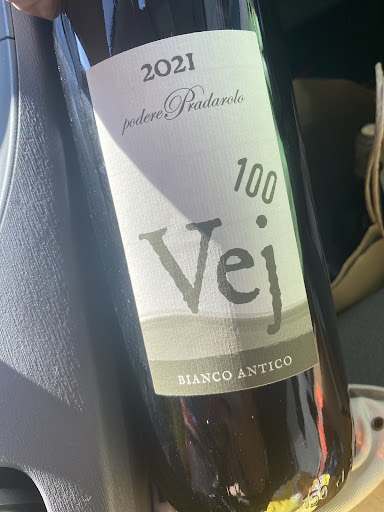 2021
podere Pradarolo
100
Vej
BIANCO ANTICO